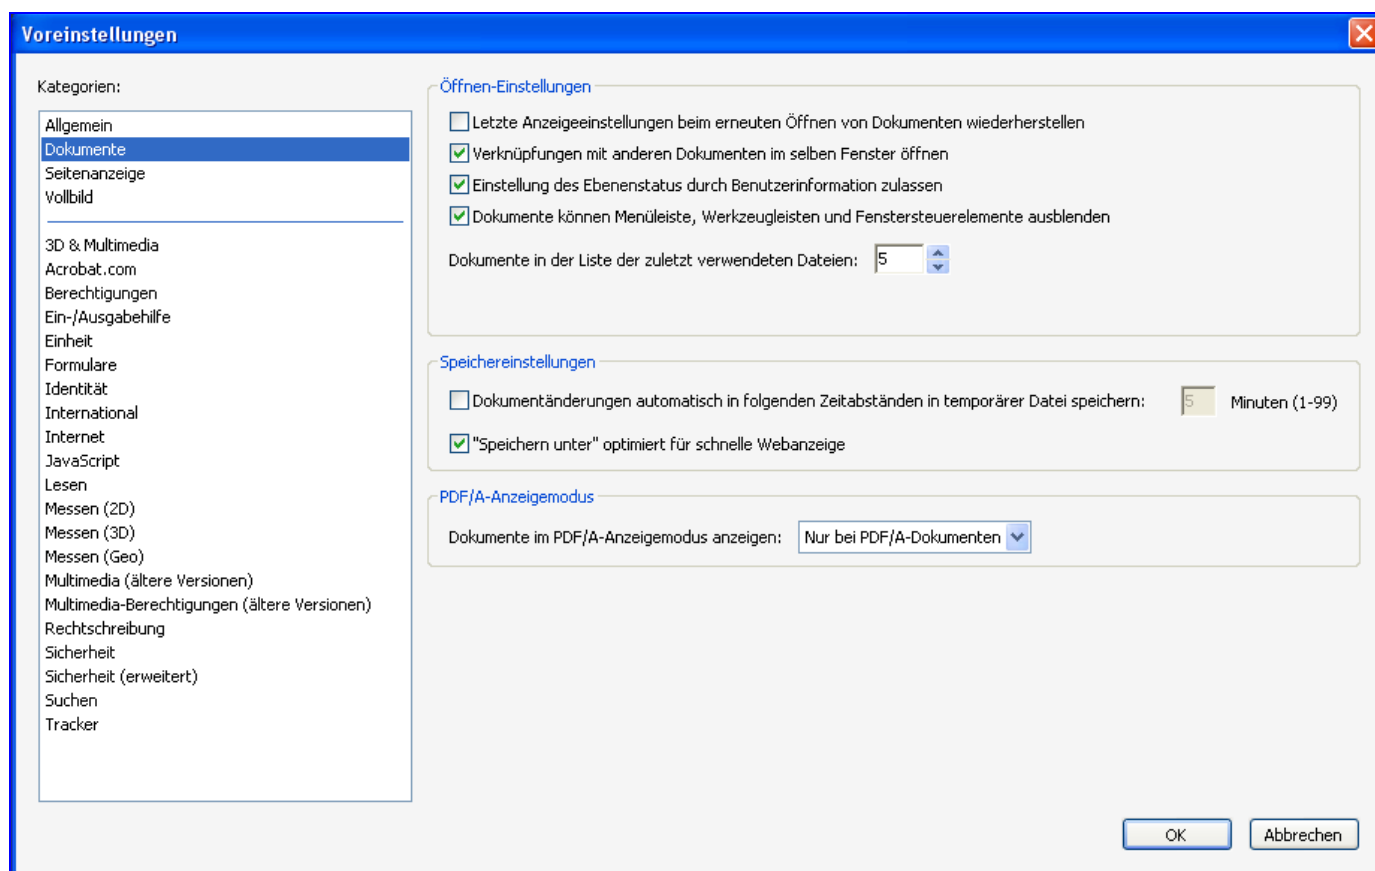 Voreinstellungen
Kategorien:
Allgemein
Dokumente
Seitenanzeige
Vollbild
3D & Multimedia
Acrobat.com
Berechtigungen
Ein-/Ausgabehilfe
Einheit
Formulare
Identität
International
Internet
JavaScript
Lesen
Messen (2D)
Messen (3D)
Messen (Geo)
Multimedia (ältere Versionen)
Multimedia-Berechtigungen (ältere Versionen)
Rechtschreibung
Sicherheit
Sicherheit (erweitert)
Suchen
Tracker
Öffnen-Einstellungen
Letzte Anzeigeeinstellungen beim erneuten Öffnen von Dokumenten wiederherstellen
Verknüpfungen mit anderen Dokumenten im selben Fenster öffnen
Einstellung des Ebenenstatus durch Benutzerinformation zulassen
Dokumente können Menüleiste, Werkzeugleisten und Fenstersteuerelemente ausblenden
Dokumente in der Liste der zuletzt verwendeten Dateien: 5
Speichereinstellungen
Dokumentänderungen automatisch in folgenden Zeitabständen in temporärer Datei speichern: 5 Minuten (1-99)
"Speichern unter" optimiert für schnelle Webanzeige
PDF/A-Anzeigemodus
Dokumente im PDF/A-Anzeigemodus anzeigen: Nur bei PDF/A-Dokumenten
OK Abbrechen